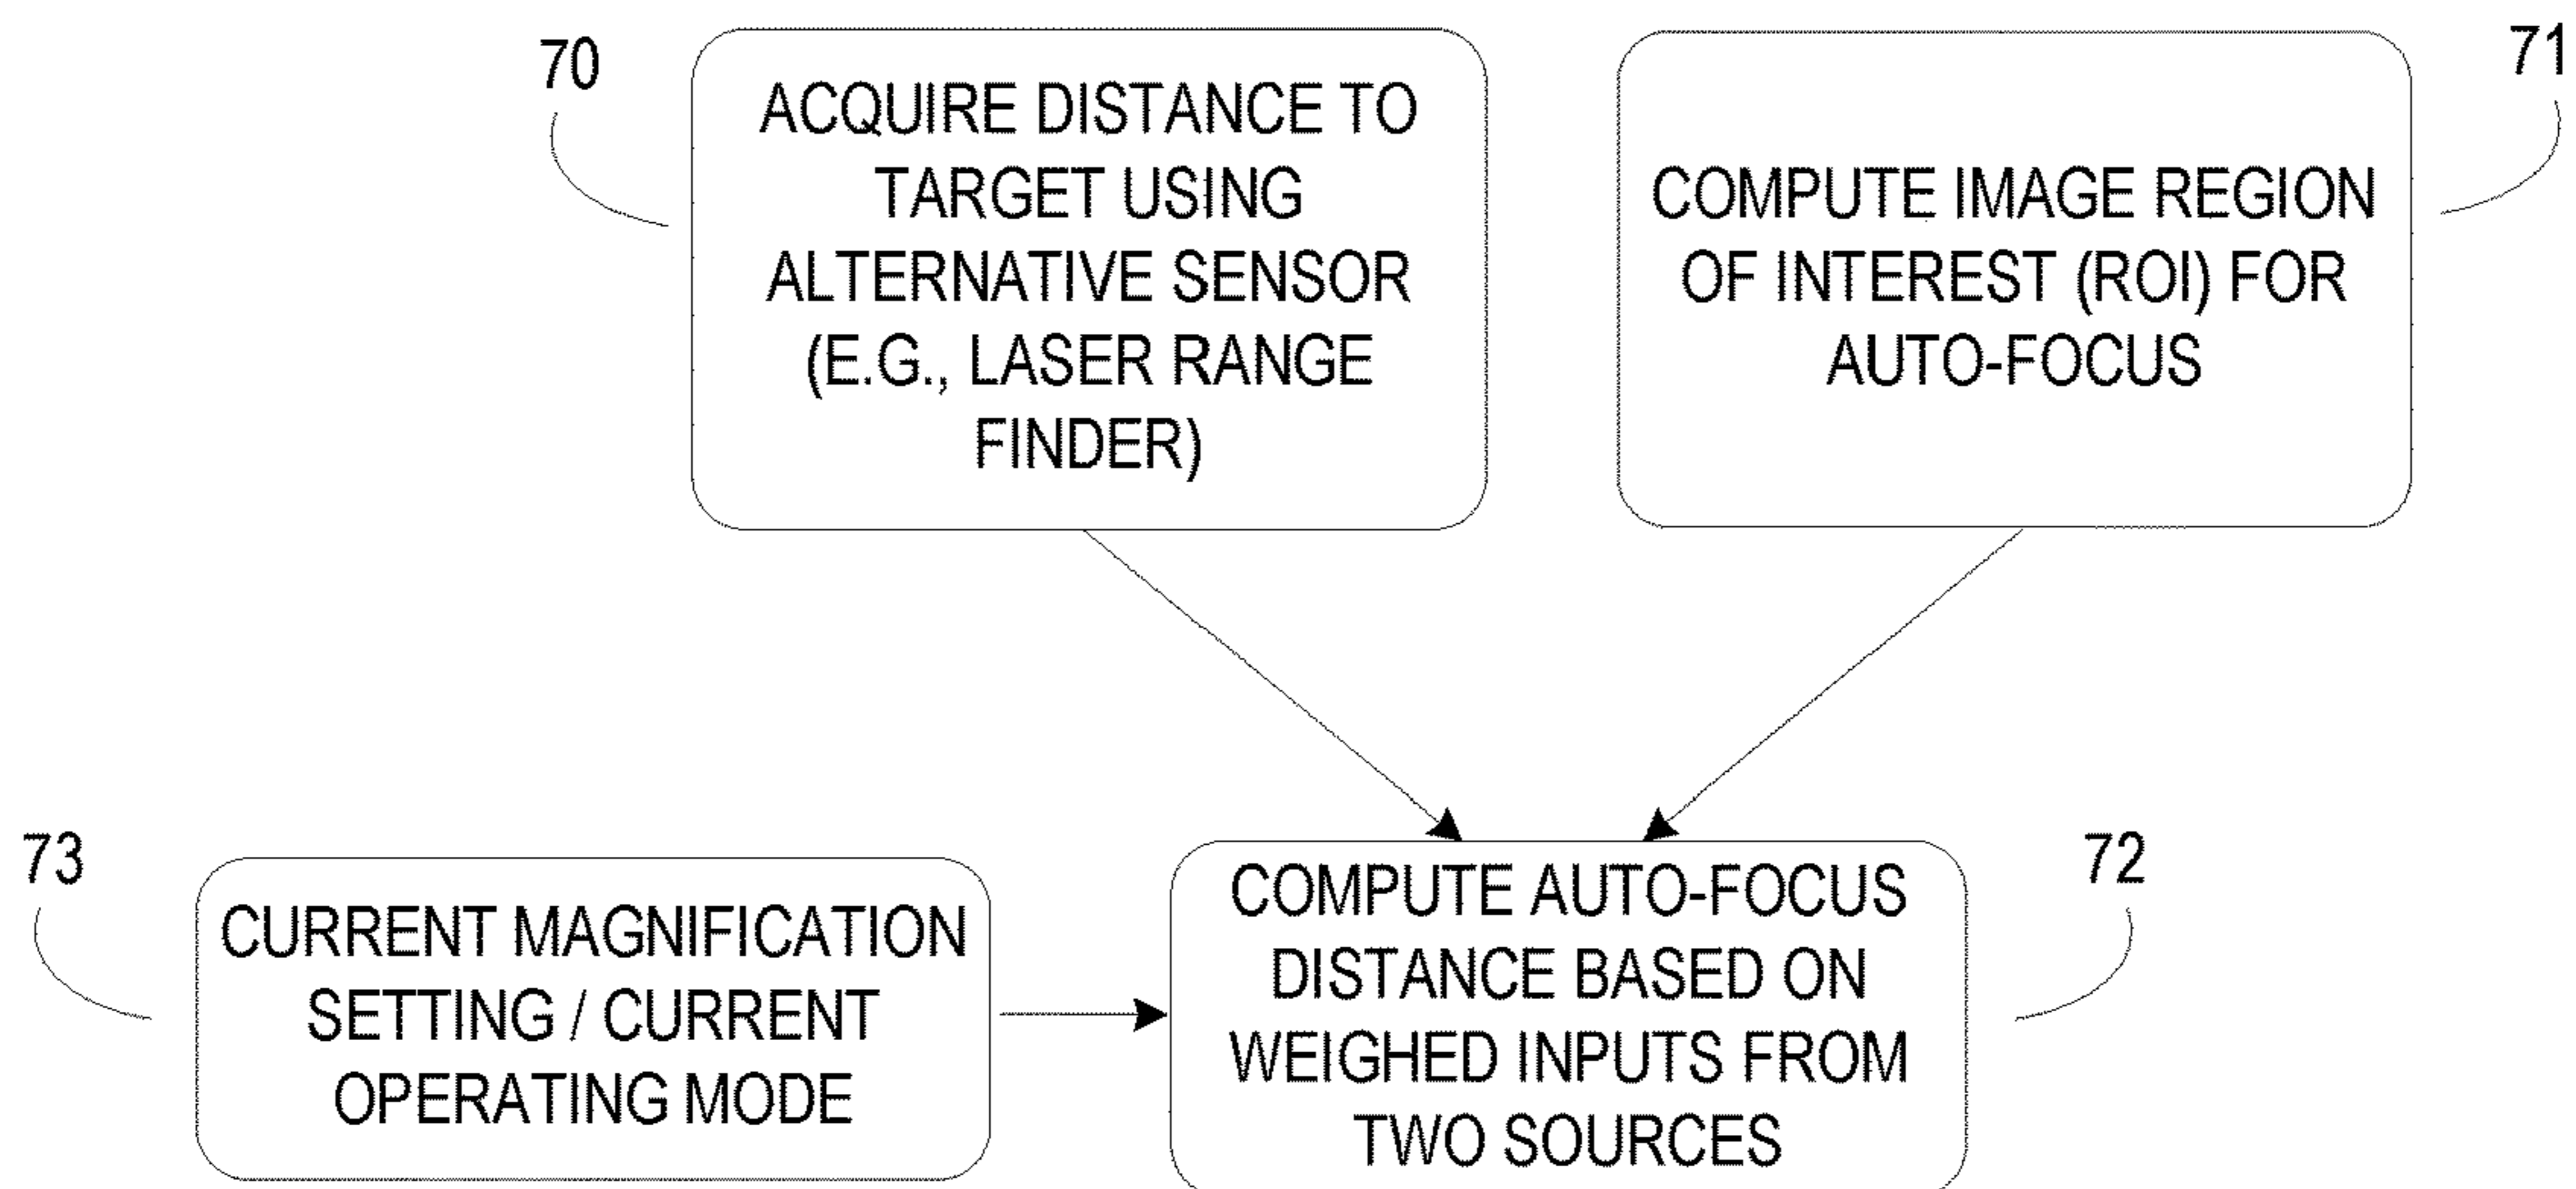 70
ACQUIRE DISTANCE TO
TARGET USING
ALTERNATIVE SENSOR
(E.G., LASER RANGE
FINDER)
71
COMPUTE IMAGE REGION
OF INTEREST (ROI) FOR
AUTO-FOCUS
73
CURRENT MAGNIFICATION
SETTING / CURRENT
OPERATING MODE
72
COMPUTE AUTO-FOCUS
DISTANCE BASED ON
WEIGHED INPUTS FROM
TWO SOURCES